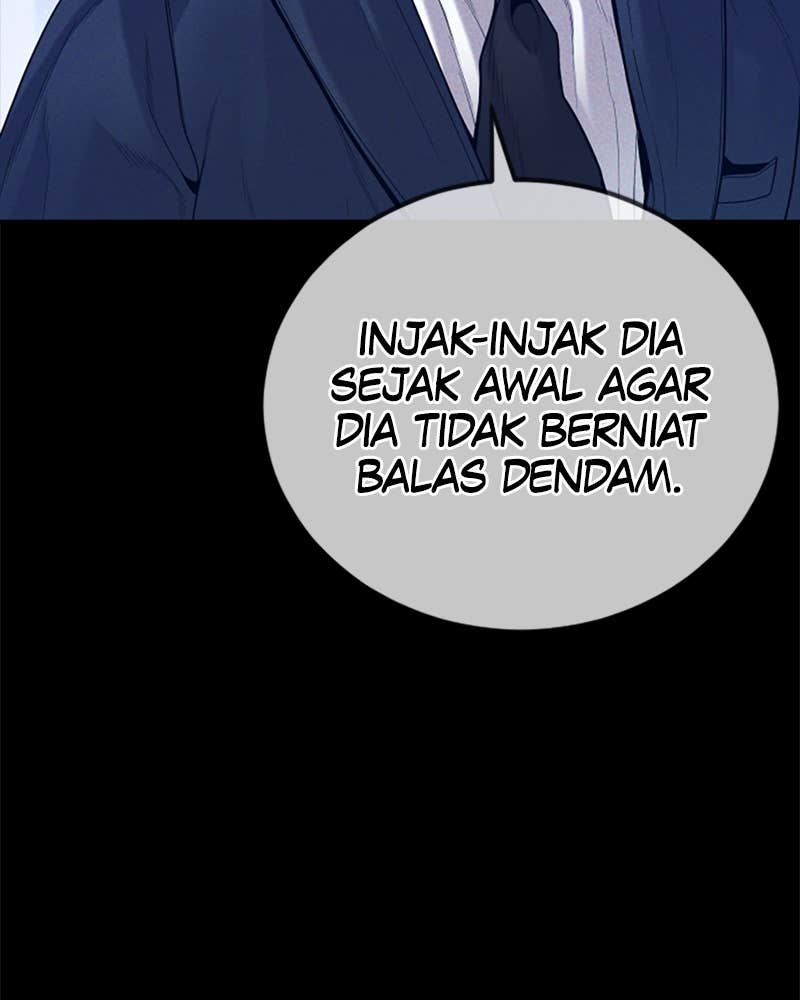 INJAK-INJAK DIA
SEJAK AWAL AGAR
DIA TIDAK BERNIAT
BALAS DENDAM.